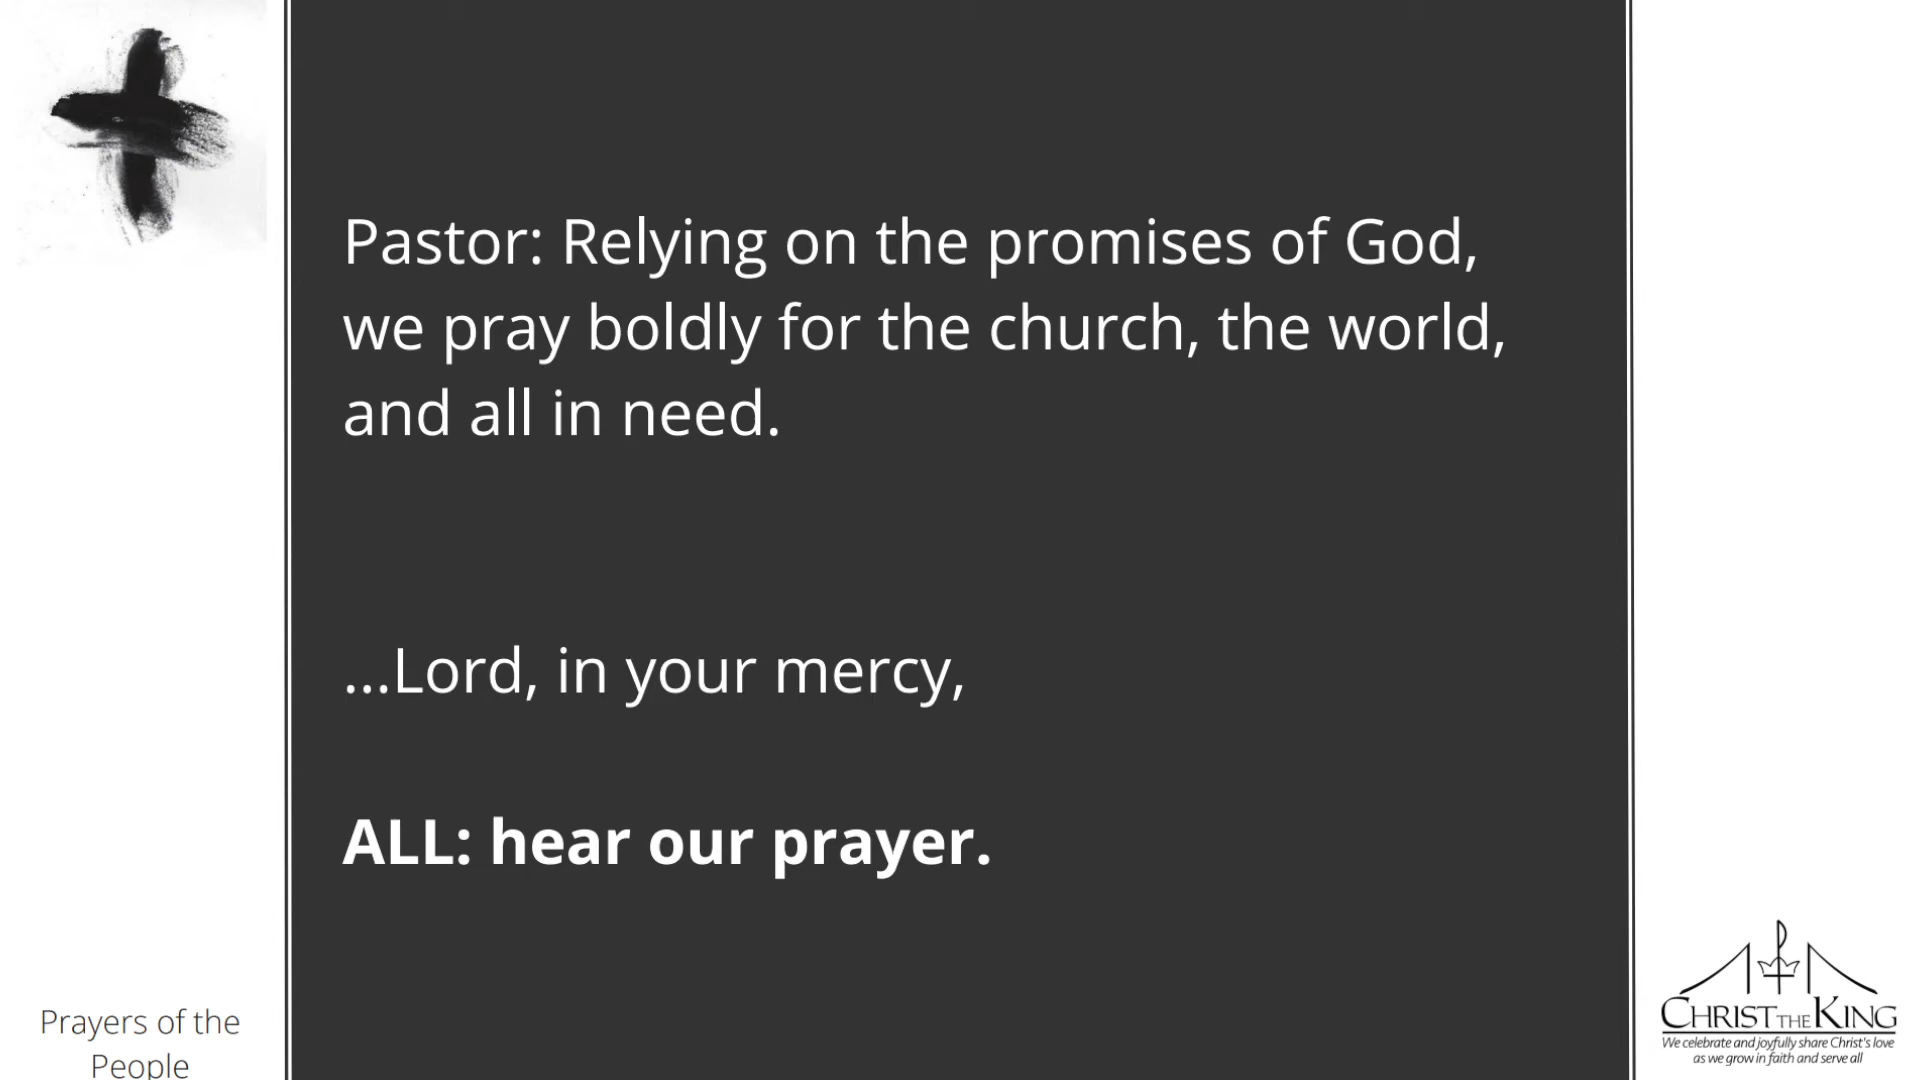 Pastor: Relying on the promises of God,
we pray boldly for the church, the world,
and all in need.
...Lord, in your mercy,
ALL: hear our prayer.
Prayers of the
People
CHRIST THE KING
We celebrate and joyfully share Christ's love
as we grow in faith and serve all